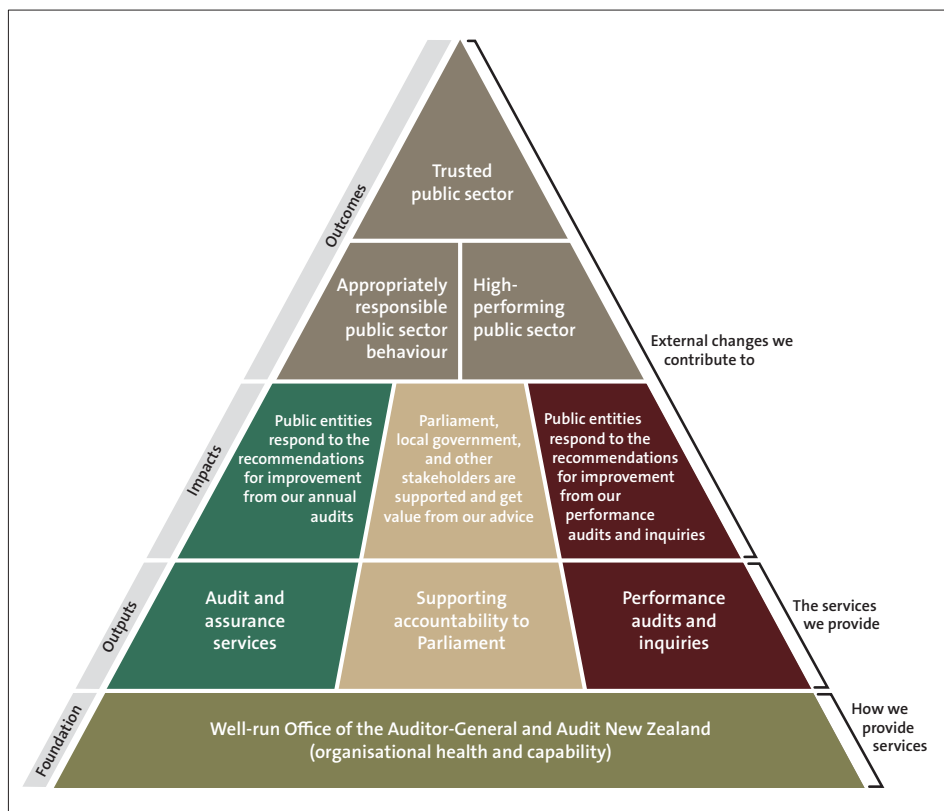 Trusted
public sector
Outcomes
Appropriately
responsible
public sector
behaviour
High-
performing
public sector
External changes we
contribute to
Impacts
Public entities
respond to the
recommendations
for improvement
from our annual
audits
Parliament,
local government,
and other
stakeholders are
supported and get
value from our advice
Public entities
respond to the
recommendations
for improvement
from our
performance
audits and inquiries
Outputs
Audit and
assurance
services
Supporting
accountability to
Parliament
Performance
audits and
inquiries
The services
we provide
Foundation
Well-run Office of the Auditor-General and Audit New Zealand
(organisational health and capability)
How we
provide
services